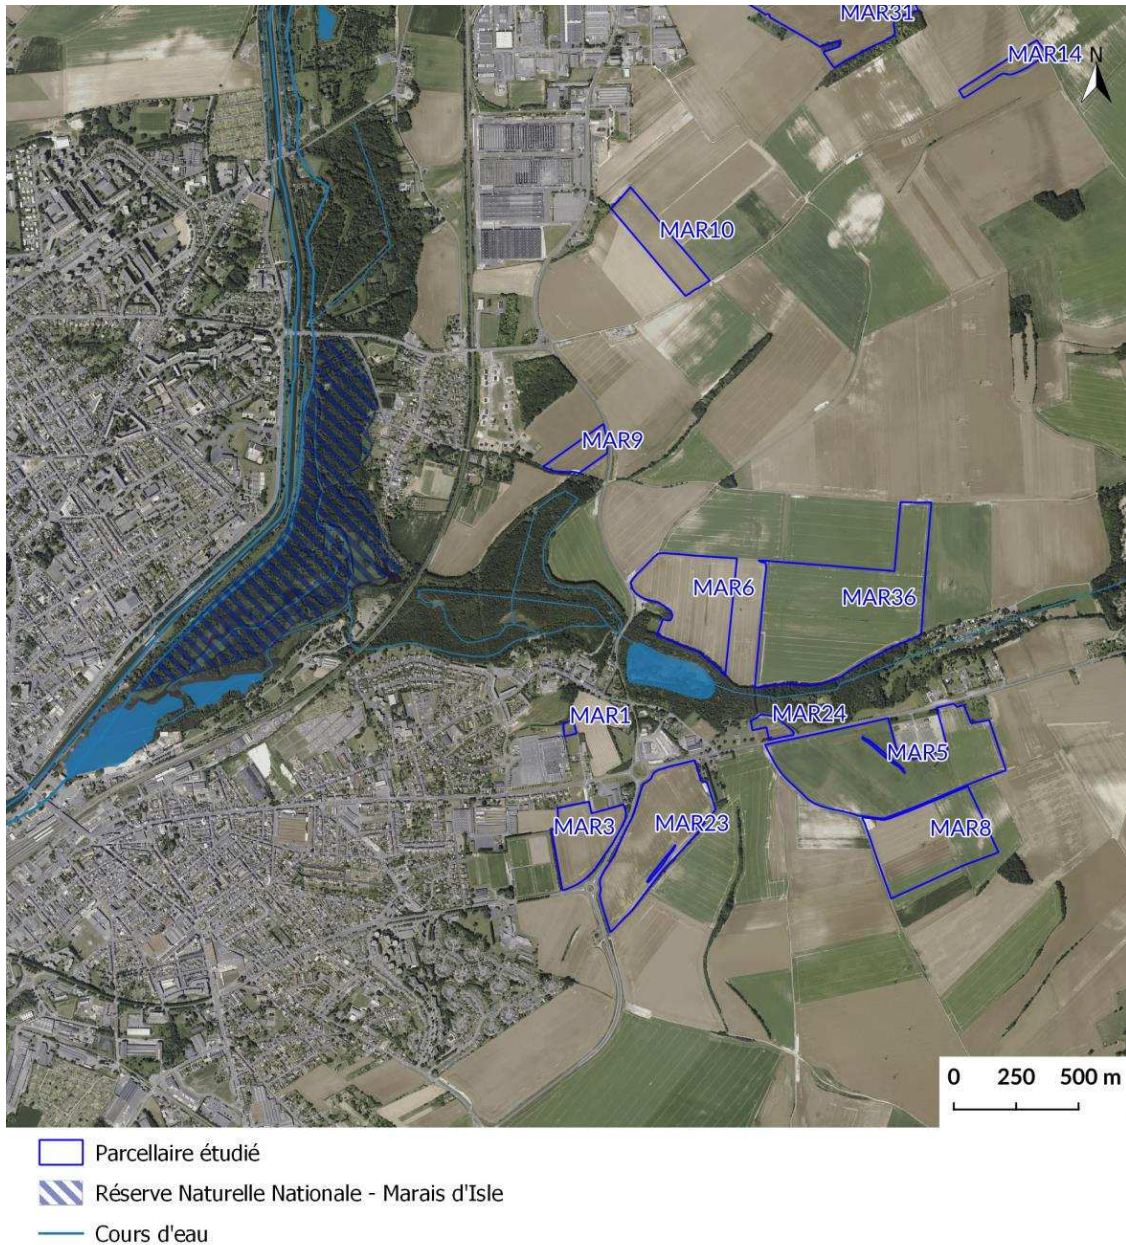 MAR31
MAR14
N
MAR10
MAR9
MAR6
MAR36
MAR1
MAR24
MAR5
MAR3
MAR23
MAR8
0 250 500 m
Parcellaire étudié
Réserve Naturelle Nationale - Marais d'Isle
Cours d'eau